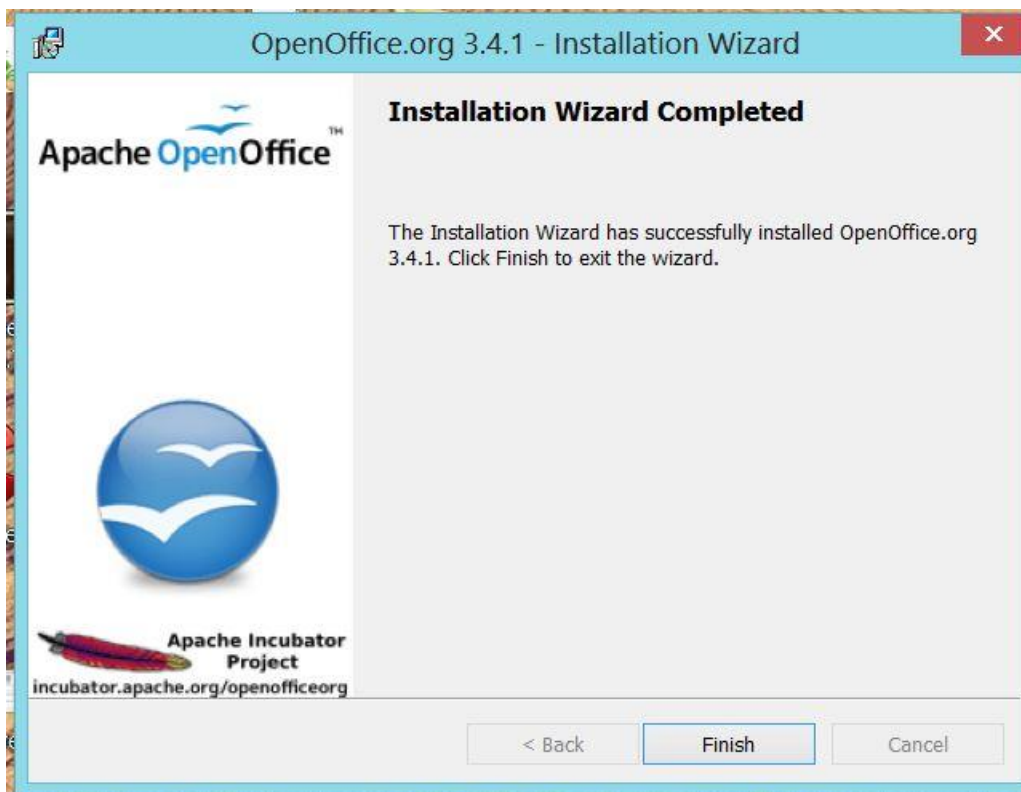 OpenOffice.org 3.4.1 - Installation Wizard
Apache OpenOffice™
Installation Wizard Completed
The Installation Wizard has successfully installed OpenOffice.org
3.4.1. Click Finish to exit the wizard.
Apache Incubator
Project
incubator.apache.org/openofficeorg
< Back
Finish
Cancel